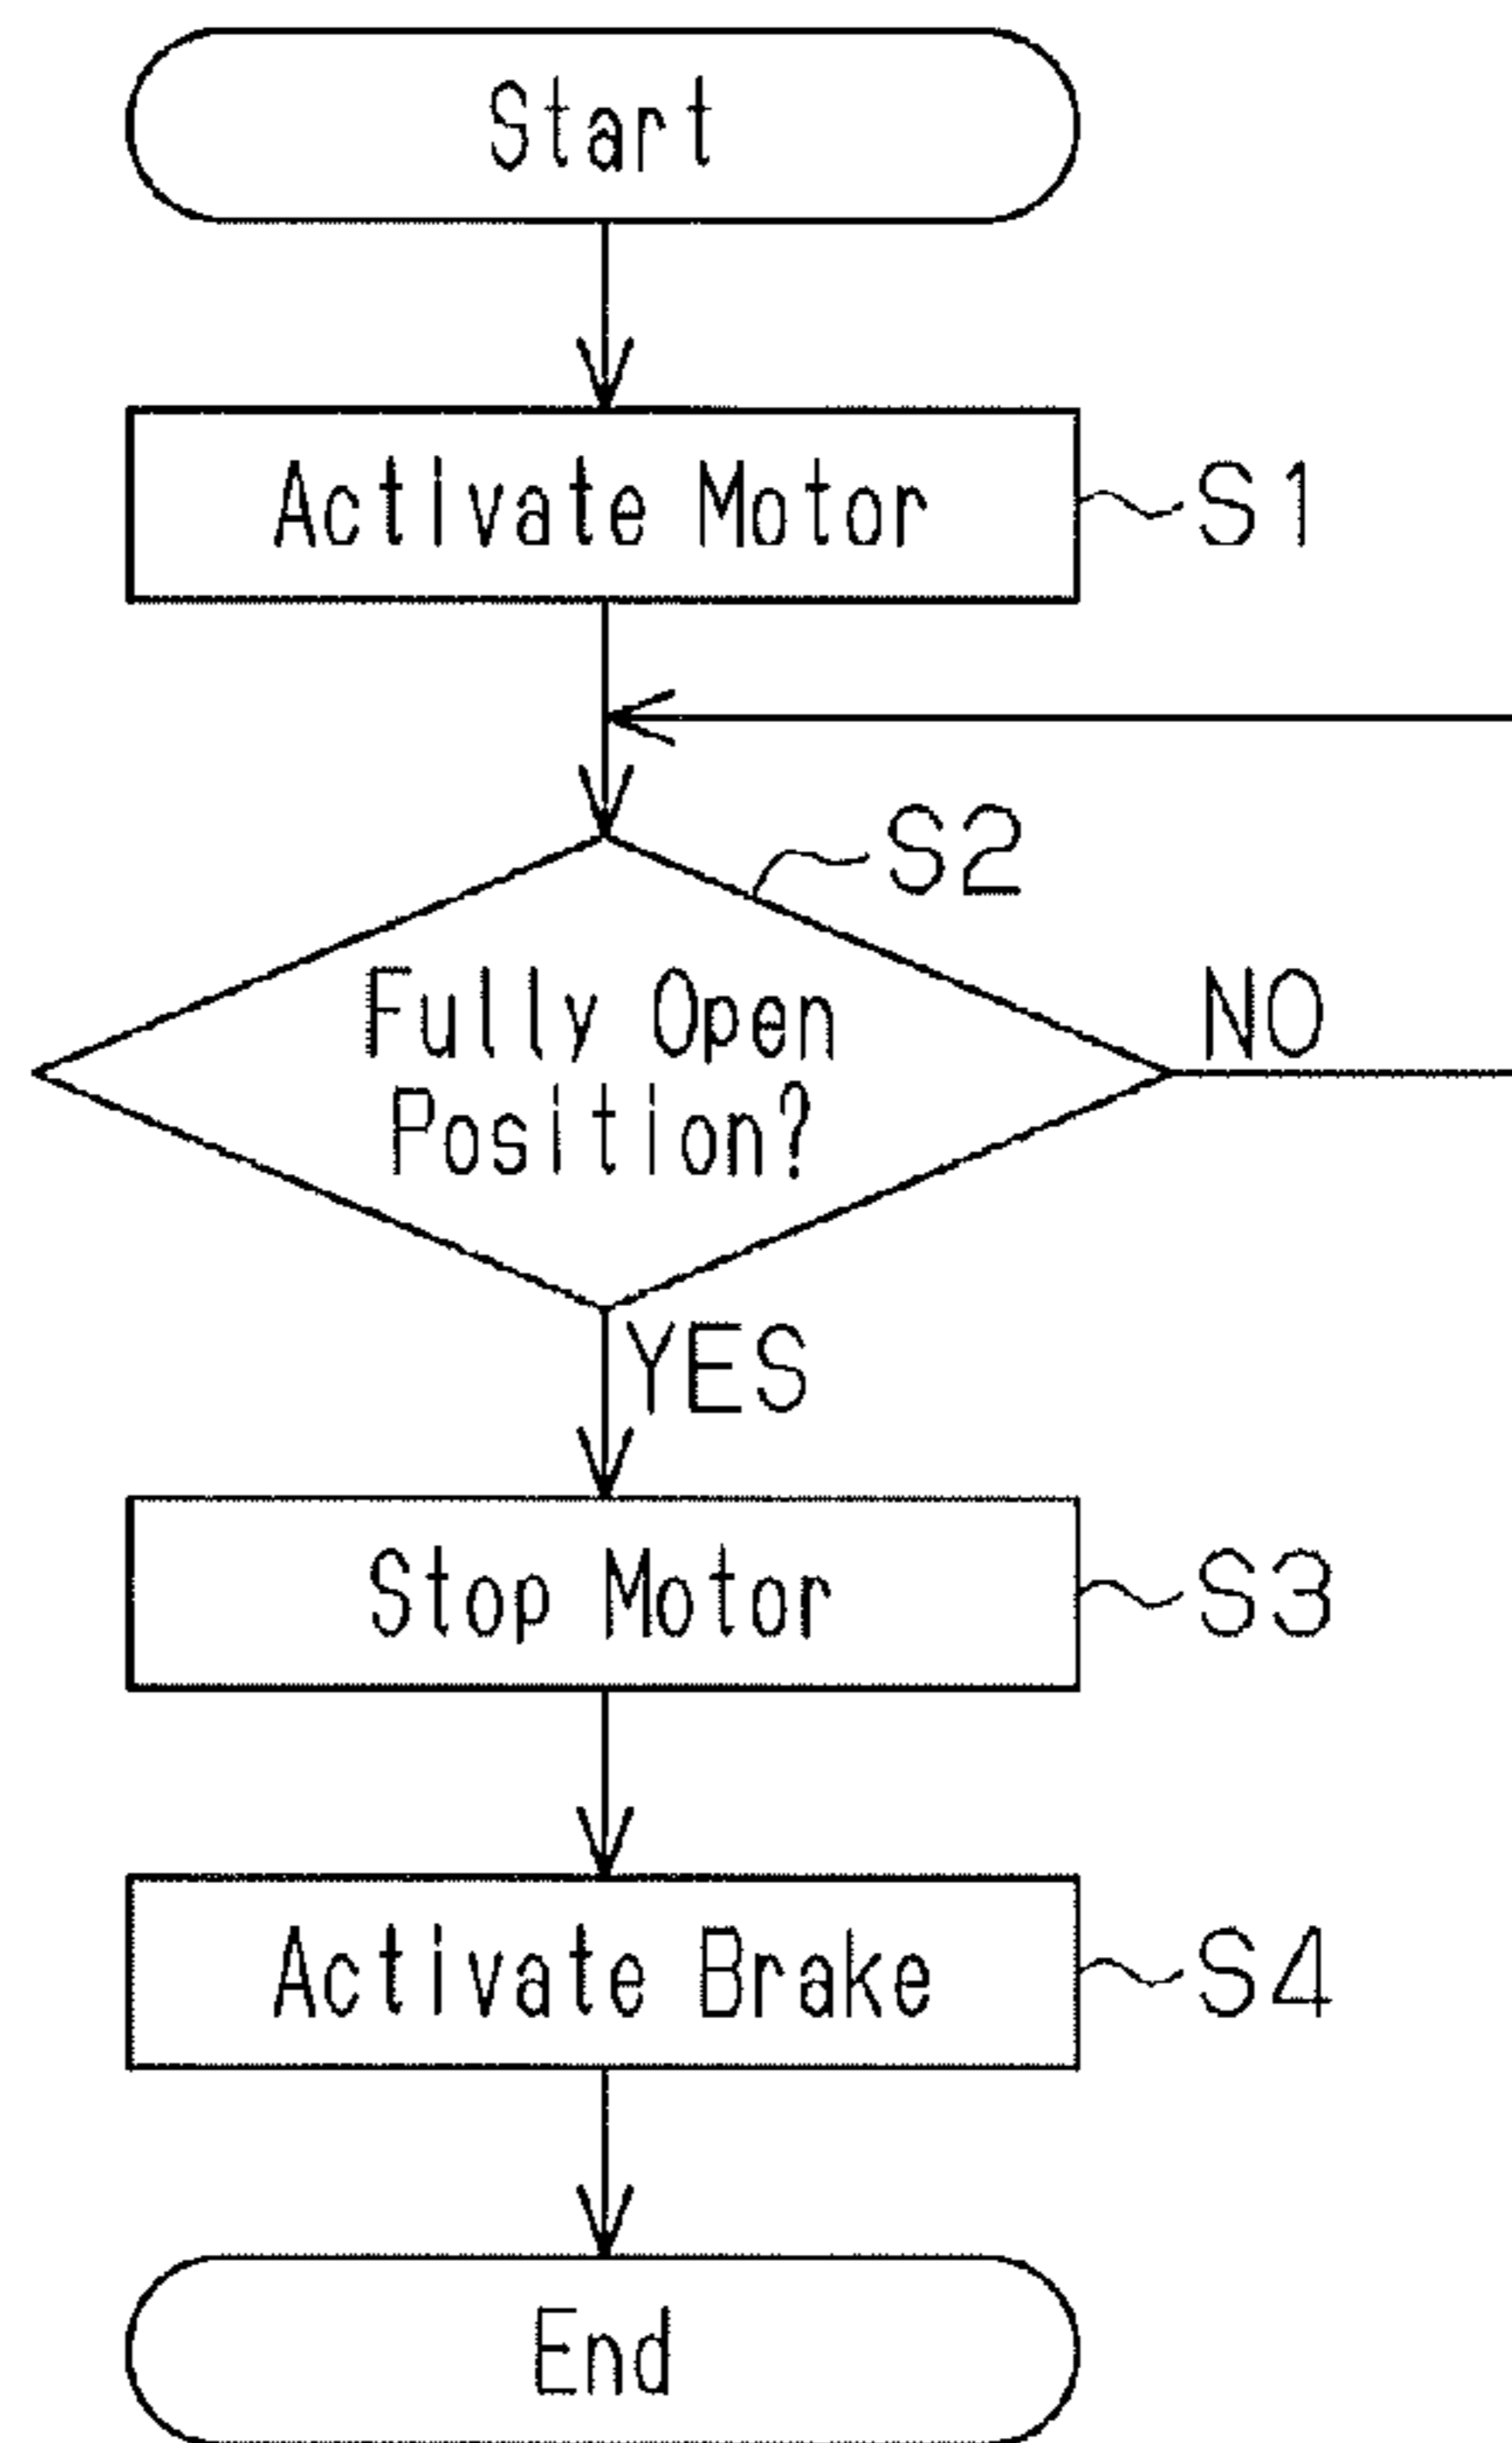 Start
Activate Motor
S1
S2
Fully Open
Position?
NO
YES
Stop Motor
S3
Activate Brake
S4
End